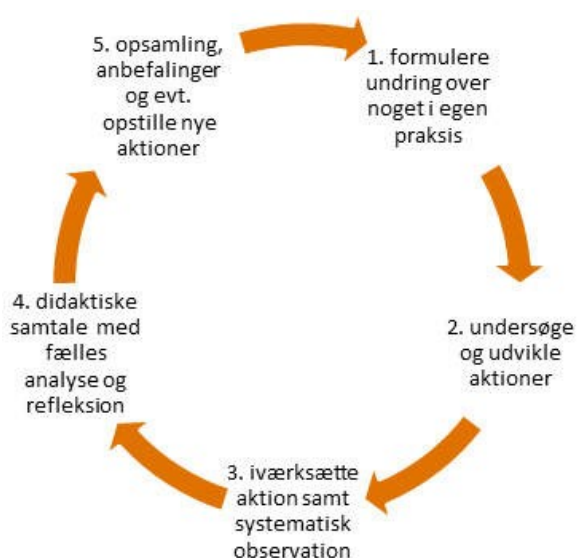 1. formulere
undring over
noget i egen
praksis
2. undersøge
og udvikle
aktioner
3. iværksætte
aktion samt
systematisk
observation
4. didaktiske
samtale med
fælles
analyse og
refleksion
5. opsamling,
anbefalinger
og evt.
opstille nye
aktioner